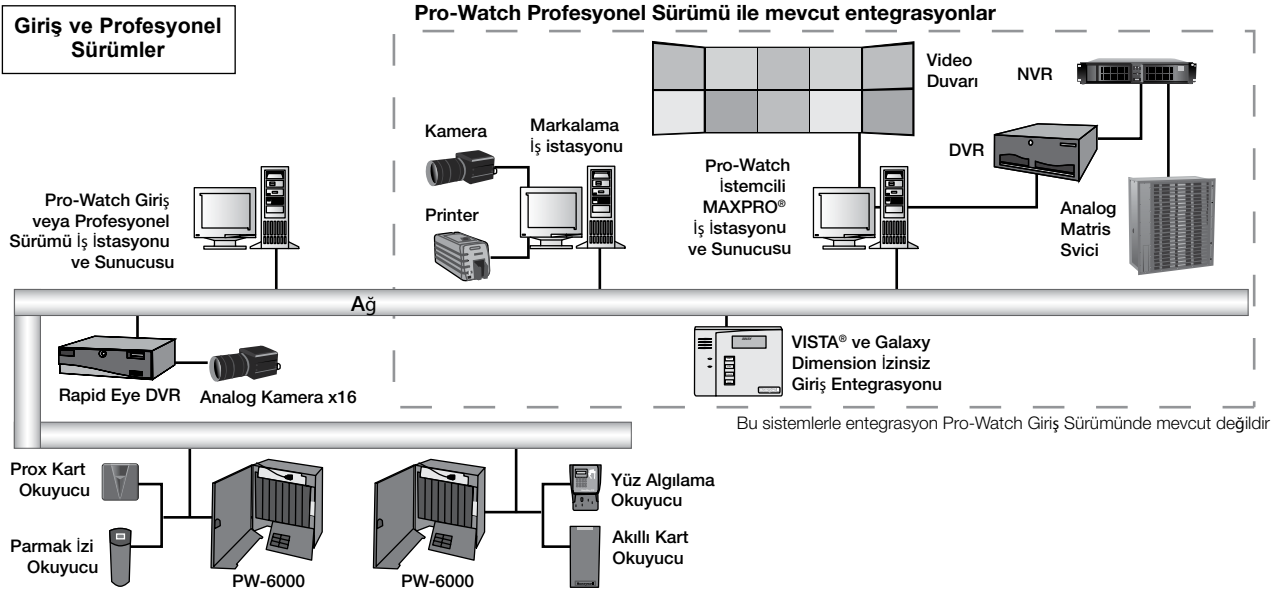 Giriş ve Profesyonel
Sürümler
Pro-Watch Profesyonel Sürümü ile mevcut entegrasyonlar
Video
Duvarı
NVR
Kamera
Markalama
İş istasyonu
DVR
Pro-Watch
İstemcili
MAXPRO®
İş İstasyonu
ve Sunucusu
Pro-Watch Giriş
veya Profesyonel
Sürümü İş İstasyonu
ve Sunucusu
Printer
Analog
Matris
Svici
Ağ
VISTA® ve Galaxy
Dimension İzinsiz
Giriş Entegrasyonu
Rapid Eye DVR
Analog Kamera x16
Bu sistemlerle entegrasyon Pro-Watch Giriş Sürümünde mevcut değildir
Prox Kart
Okuyucu
Yüz Algılama
Okuyucu
Parmak İzi
Okuyucu
Akıllı Kart
Okuyucu
PW-6000
PW-6000